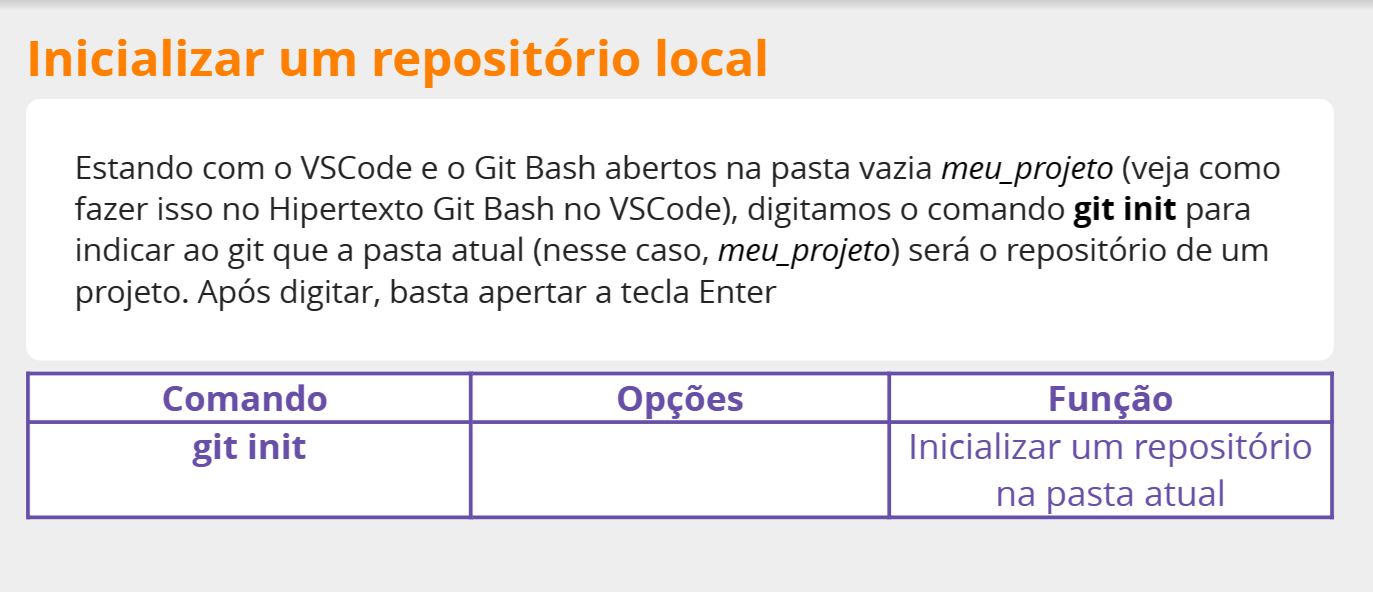 Inicializar um repositório local
Estando com o VSCode e o Git Bash abertos na pasta vazia meu_projeto (veja como
fazer isso no Hipertexto Git Bash no VSCode), digitamos o comando git init para
indicar ao git que a pasta atual (nesse caso, meu_projeto) será o repositório de um
projeto. Após digitar, basta apertar a tecla Enter
Comando Opções Função
git init Inicializar um repositório
na pasta atual